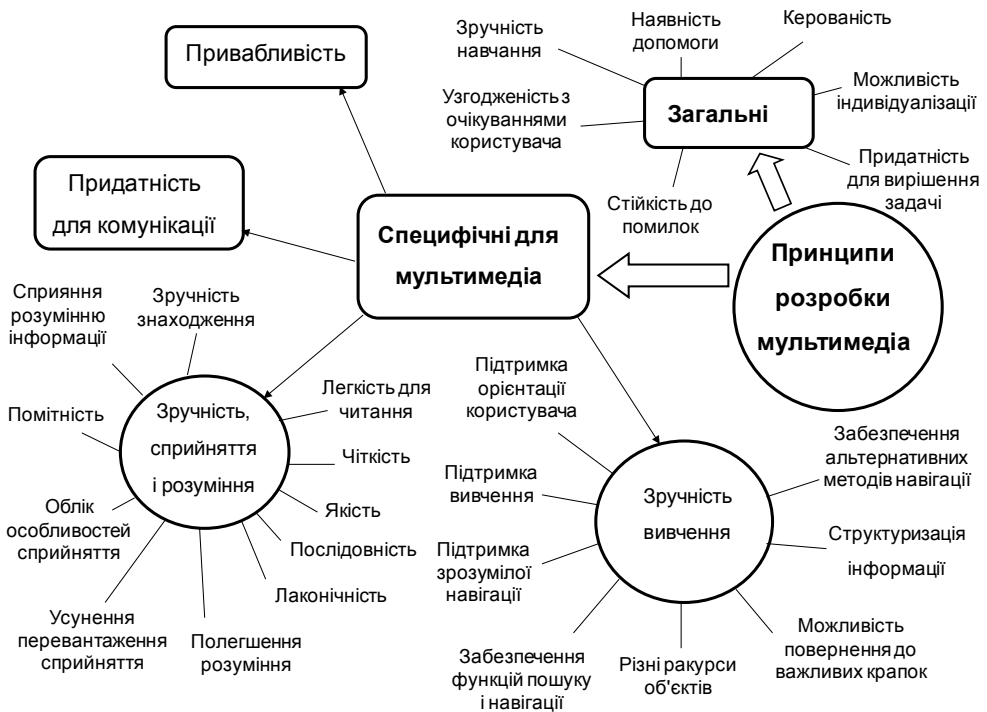 Привабливість
Зручність
навчання
Наявність
допомоги
Керованість
Можливість
індивідуалізації
Узгодженість з
очікуваннями
користувача
Загальні
Придатність
для вирішення
задачі
Стійкість до
помилок
Придатність
для комунікації
Специфічні для
мультимедіа
Принципи
розробки
мультимедіа
Сприяння
розумінню
інформації
Зручність
знаходження
Помітність
Зручність,
сприйняття
і розуміння
Легкість для
читання
Чіткість
Якість
Послідовність
Лаконічність
Облік
особливостей
сприйняття
Усунення
перевантаження
сприйняття
Полегшення
розуміння
Підтримка
орієнтації
користувача
Підтримка
вивчення
Підтримка
зрозумілої
навігації
Зручність
вивчення
Забезпечення
альтернативних
методів навігації
Структуризація
інформації
Можливість
повернення до
важливих крапок
Різні ракурси
об'єктів
Забезпечення
функцій пошуку
і навігації